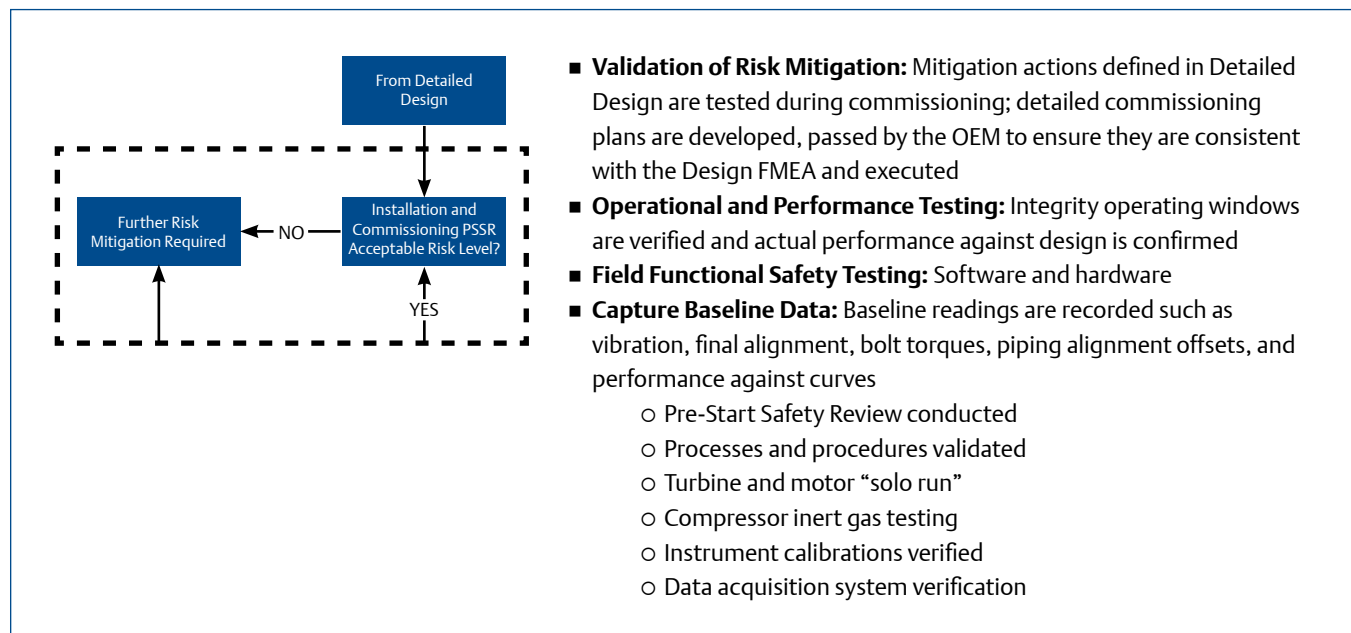 From Detailed
Design
Further Risk
Mitigation Required
NO
Installation and
Commissioning PSSR
Acceptable Risk Level?
YES
■ Validation of Risk Mitigation: Mitigation actions defined in Detailed
Design are tested during commissioning; detailed commissioning
plans are developed, passed by the OEM to ensure they are consistent
with the Design FMEA and executed
■ Operational and Performance Testing: Integrity operating windows
are verified and actual performance against design is confirmed
■ Field Functional Safety Testing: Software and hardware
■ Capture Baseline Data: Baseline readings are recorded such as
vibration, final alignment, bolt torques, piping alignment offsets, and
performance against curves
○ Pre-Start Safety Review conducted
○ Processes and procedures validated
○ Turbine and motor “solo run”
○ Compressor inert gas testing
○ Instrument calibrations verified
○ Data acquisition system verification